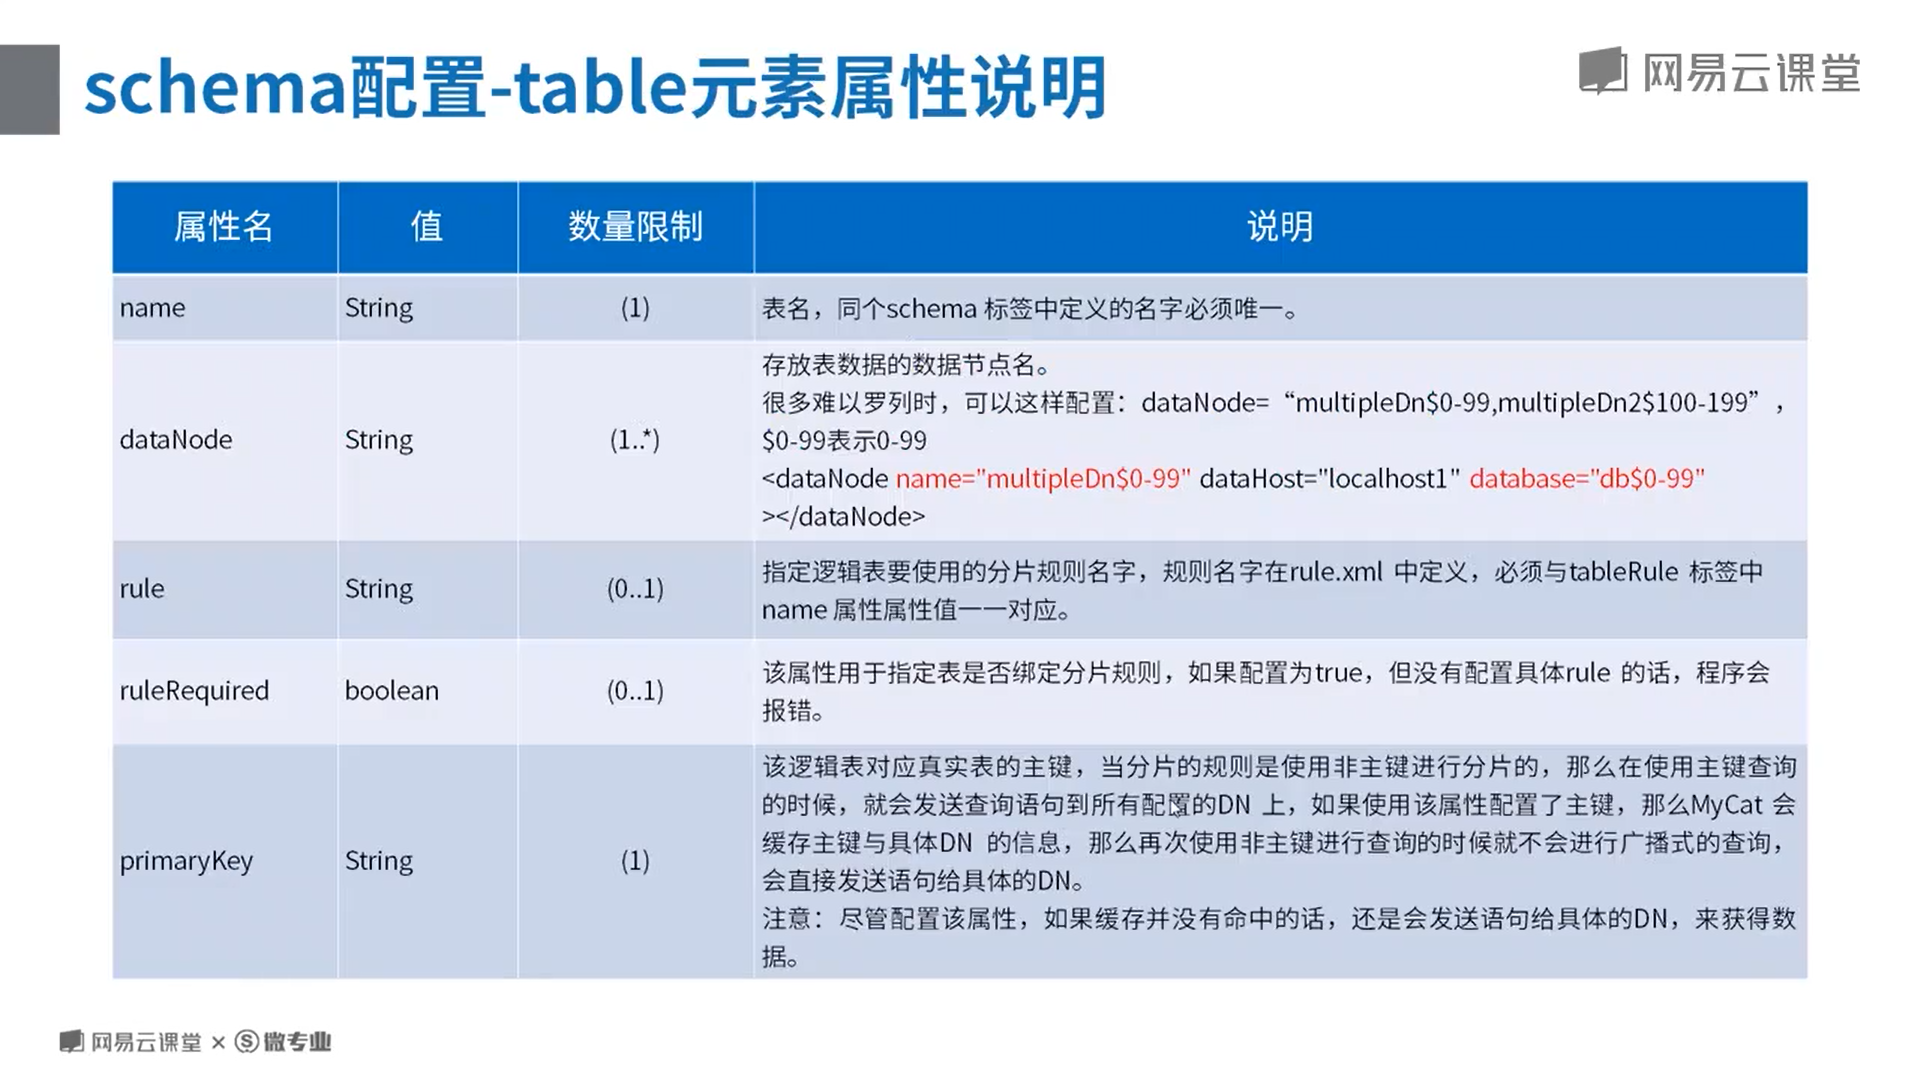 schema配置-table元素属性说明
网易云课堂
属性名 值 数量限制 说明
name String (1) 表名，同个schema 标签中定义的名字必须唯一。
dataNode String (1..*) 存放表数据的数据节点名。
很多难以罗列时，可以这样配置：dataNode=“multipleDn$0-99,multipleDn2$100-199”，
$0-99表示0-99
<dataNode name="multipleDn$0-99" dataHost="localhost1" database="db$0-99"
></dataNode>
rule String (0..1) 指定逻辑表要使用的分片规则名字，规则名字在rule.xml 中定义，必须与tableRule 标签中
name 属性属性值一一对应。
ruleRequired boolean (0..1) 该属性用于指定表是否绑定分片规则，如果配置为true，但没有配置具体rule 的话，程序会
报错。
primaryKey String (1) 该逻辑表对应真实表的主键，当分片的规则是使用非主键进行分片的，那么在使用主键查询
的时候，就会发送查询语句到所有配置的DN 上，如果使用该属性配置了主键，那么MyCat 会
缓存主键与具体DN 的信息，那么再次使用非主键进行查询的时候就不会进行广播式的查询，
会直接发送语句给具体的DN。
注意：尽管配置该属性，如果缓存并没有命中的话，还是会发送语句给具体的DN，来获得数
据。
网易云课堂 × 微专业